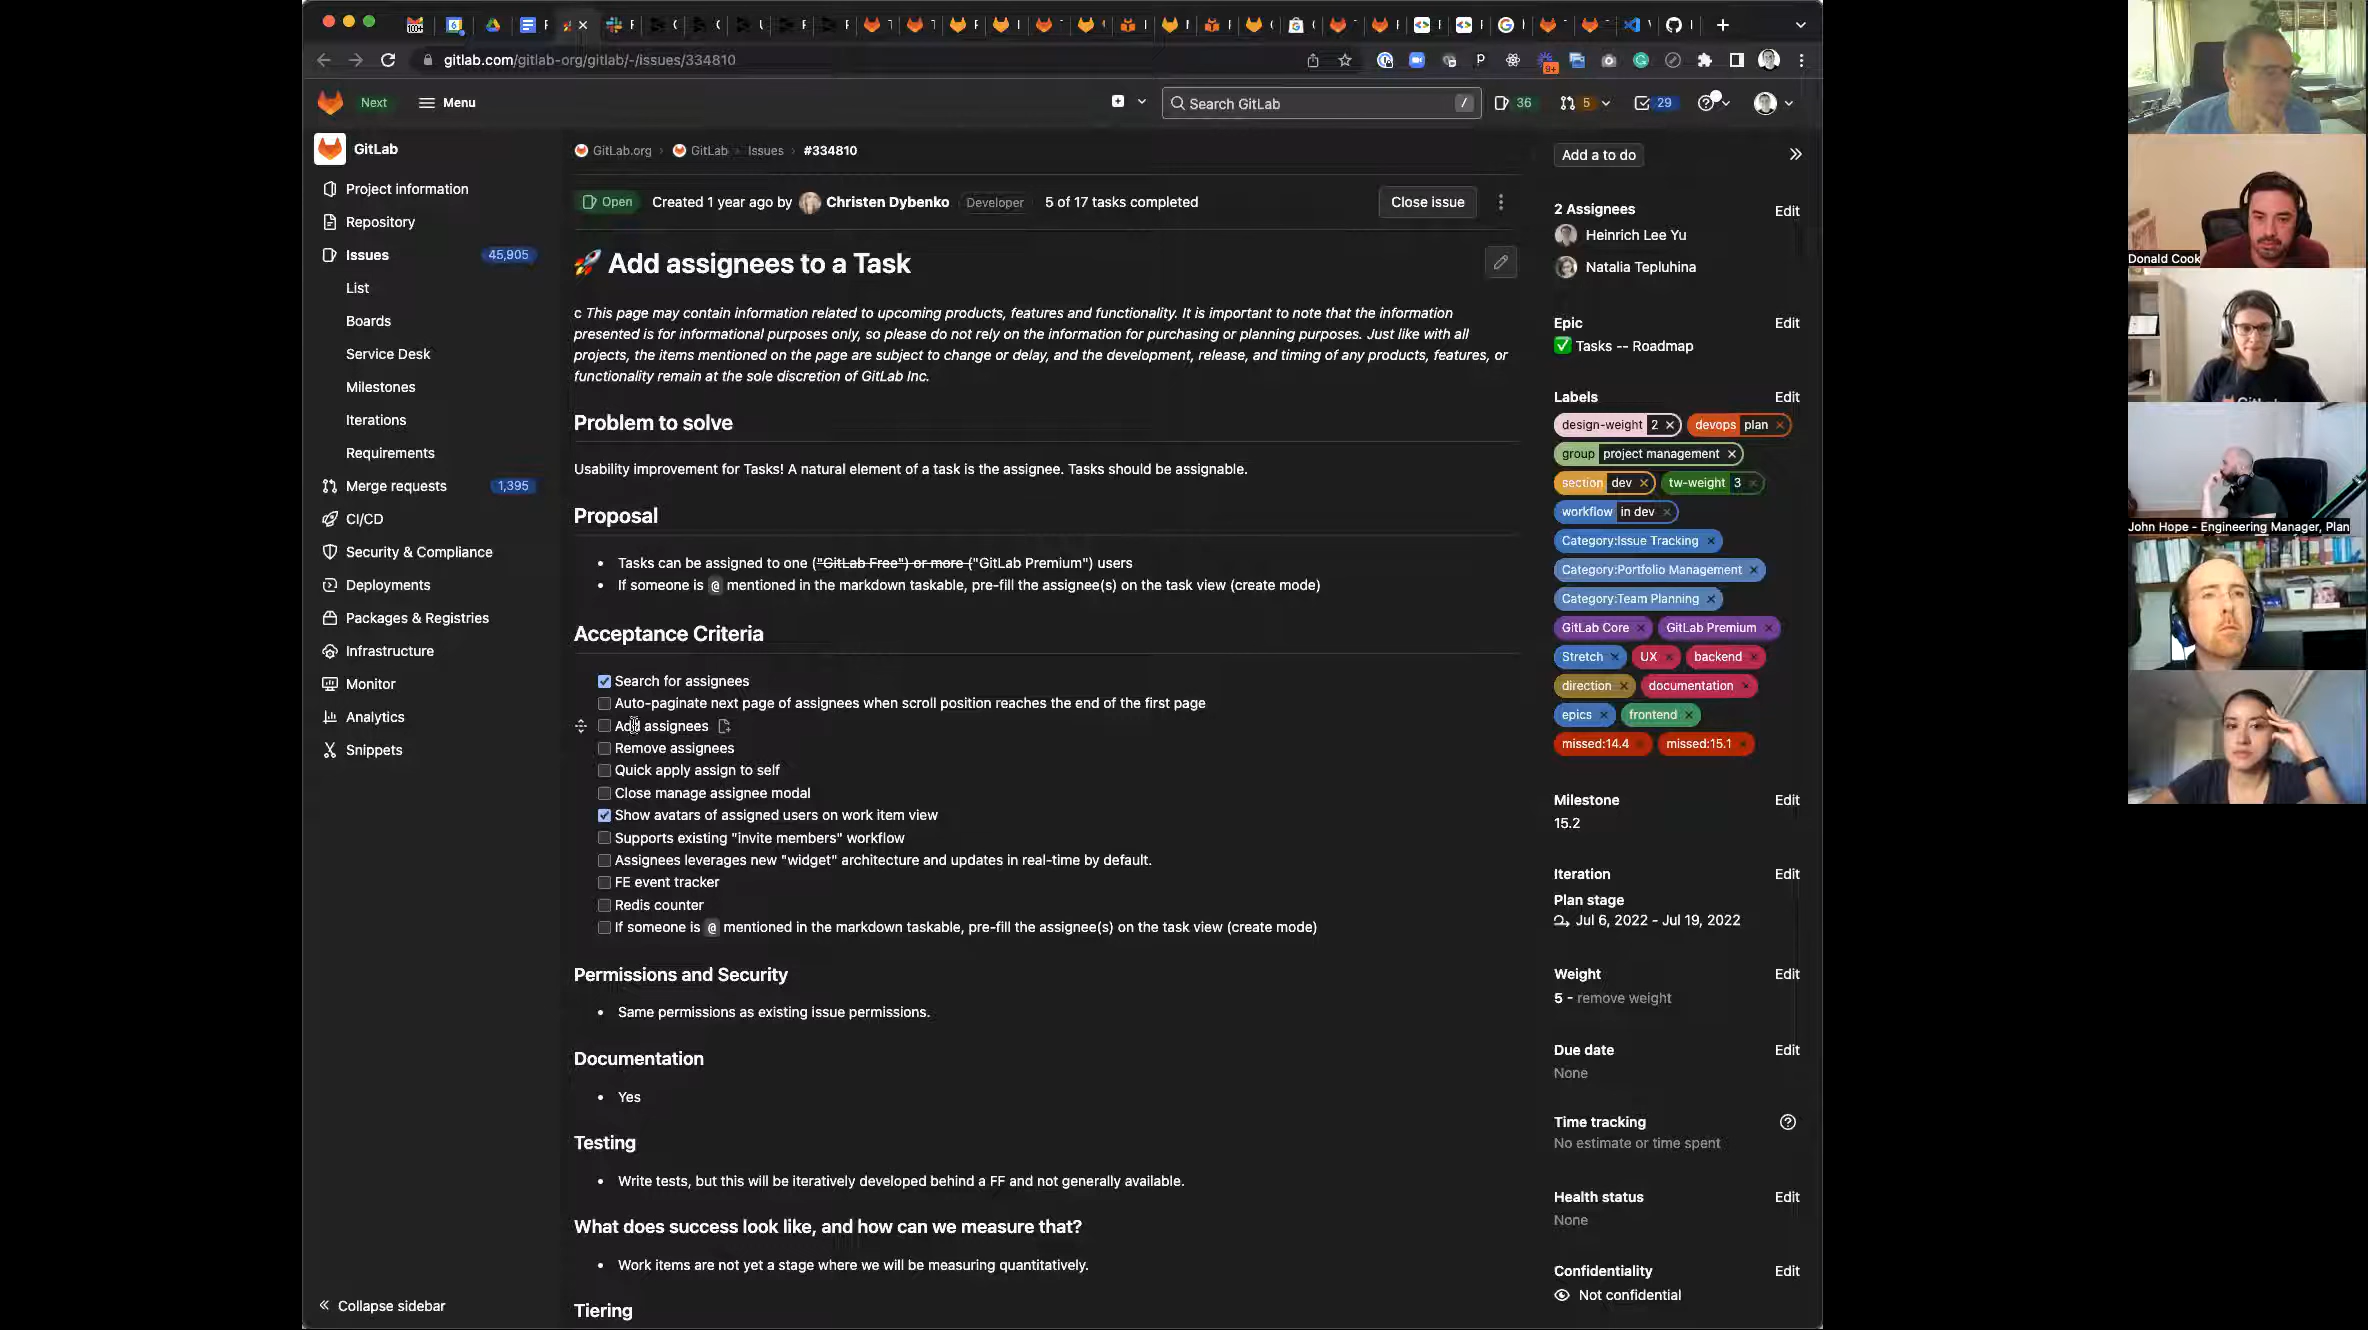 gitlab.com/gitlab-org/gitlab/-/issues/334810
9+
Next
Menu
Search GitLab
/
36
5
29
GitLab
Project information
Repository
Issues 45,905
List
Boards
Service Desk
Milestones
Iterations
Requirements
Merge requests 1,395
CI/CD
Security & Compliance
Deployments
Packages & Registries
Infrastructure
Monitor
Analytics
Snippets
Collapse sidebar
GitLab.org › GitLab › Issues › #334810
Open Created 1 year ago by Christen Dybenko Developer 5 of 17 tasks completed
Close issue
🚀 Add assignees to a Task
c This page may contain information related to upcoming products, features and functionality. It is important to note that the information
presented is for informational purposes only, so please do not rely on the information for purchasing or planning purposes. Just like with all
projects, the items mentioned on the page are subject to change or delay, and the development, release, and timing of any products, features, or
functionality remain at the sole discretion of GitLab Inc.
Problem to solve
Usability improvement for Tasks! A natural element of a task is the assignee. Tasks should be assignable.
Proposal
• Tasks can be assigned to one ("GitLab Free") or more ("GitLab Premium") users
• If someone is @ mentioned in the markdown taskable, pre-fill the assignee(s) on the task view (create mode)
Acceptance Criteria
Search for assignees
Auto-paginate next page of assignees when scroll position reaches the end of the first page
Add assignees
Remove assignees
Quick apply assign to self
Close manage assignee modal
Show avatars of assigned users on work item view
Supports existing "invite members" workflow
Assignees leverages new "widget" architecture and updates in real-time by default.
FE event tracker
Redis counter
If someone is @ mentioned in the markdown taskable, pre-fill the assignee(s) on the task view (create mode)
Permissions and Security
• Same permissions as existing issue permissions.
Documentation
• Yes
Testing
• Write tests, but this will be iteratively developed behind a FF and not generally available.
What does success look like, and how can we measure that?
• Work items are not yet a stage where we will be measuring quantitatively.
Tiering
Add a to do
2 Assignees Edit
Heinrich Lee Yu
Natalia Tepluhina
Epic Edit
✅ Tasks -- Roadmap
Labels Edit
design-weight 2 × devops plan ×
group project management ×
section dev × tw-weight 3 ×
workflow in dev ×
Category:Issue Tracking ×
Category:Portfolio Management ×
Category:Team Planning ×
GitLab Core × GitLab Premium ×
Stretch × UX × backend ×
direction × documentation ×
epics × frontend ×
missed:14.4 × missed:15.1 ×
Milestone Edit
15.2
Iteration Edit
Plan stage
Jul 6, 2022 - Jul 19, 2022
Weight Edit
5 - remove weight
Due date Edit
None
Time tracking
No estimate or time spent
Health status Edit
None
Confidentiality Edit
Not confidential
Donald Cook
John Hope - Engineering Manager, Plan